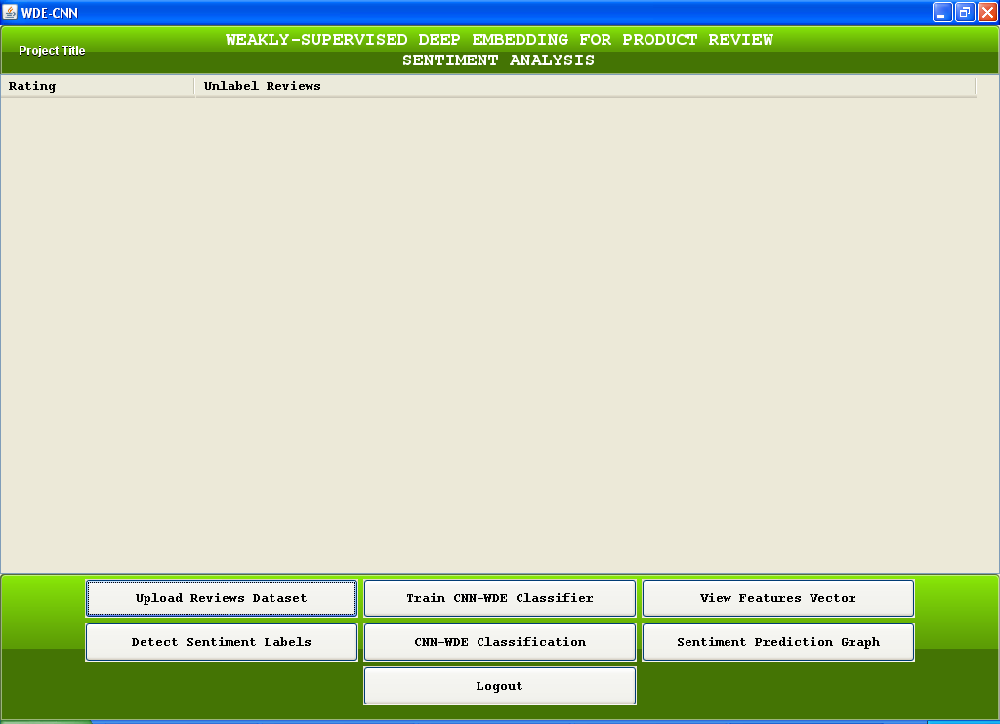 WDE-CNN
Project Title
WEAKLY-SUPERVISED DEEP EMBEDDING FOR PRODUCT REVIEW
SENTIMENT ANALYSIS
Rating Unlabel Reviews
Upload Reviews Dataset Train CNN-WDE Classifier View Features Vector
Detect Sentiment Labels CNN-WDE Classification Sentiment Prediction Graph
Logout